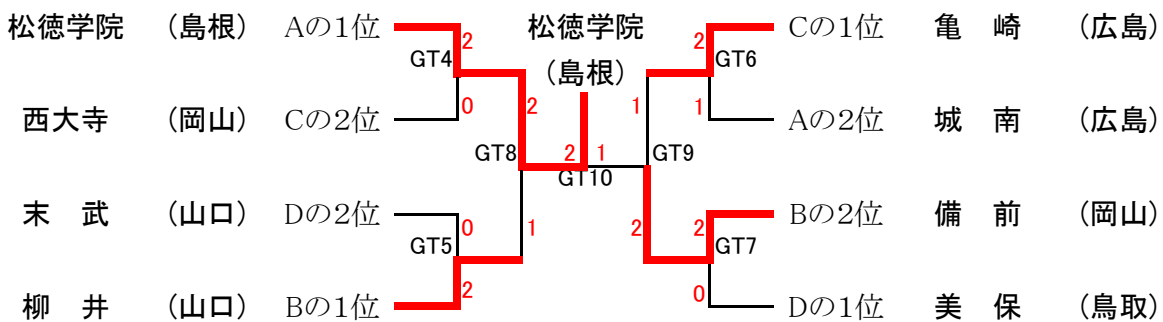 松徳学院 (島根) Aの1位 2 松徳学院 2 Cの1位 亀 崎 (広島)
GT4 (島根) GT6
西大寺 (岡山) Cの2位 0 2 1 1 Aの2位 城 南 (広島)
GT8 2 1 GT9
GT10
末 武 (山口) Dの2位 0 1 2 2 Bの2位 備 前 (岡山)
GT5 GT7
柳 井 (山口) Bの1位 2 0 Dの1位 美 保 (鳥取)